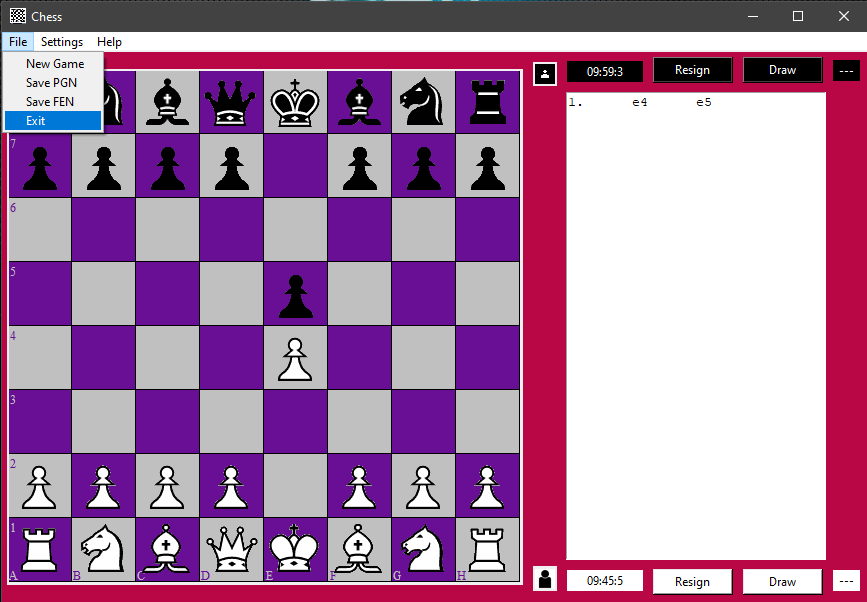 Chess
File Settings Help
New Game
Save PGN
Save FEN
Exit
09:59:3 Resign Draw ---
1. e4 e5
7
6
5
4
3
2
1
A B C D E F G H
09:45:5 Resign Draw ---